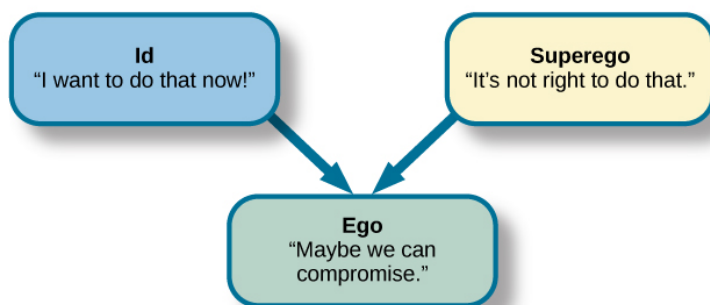 Id
“I want to do that now!”
Superego
“It’s not right to do that.”
Ego
“Maybe we can
compromise.”